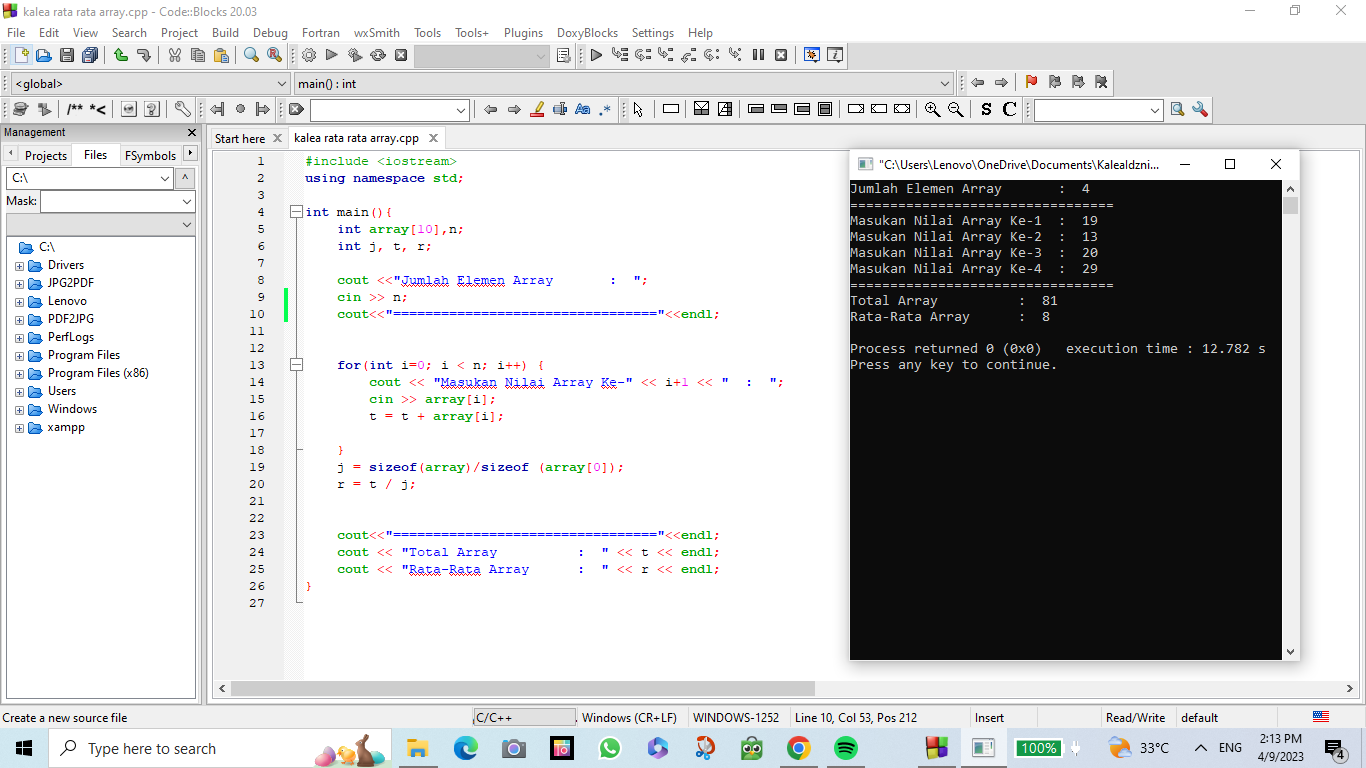 kalea rata rata array.cpp - Code::Blocks 20.03
File Edit View Search Project Build Debug Fortran wxSmith Tools Tools+ Plugins DoxyBlocks Settings Help
<global>
main() : int
/** *<
S C
Management
Projects Files FSymbols
C:\
Mask:
C:\
Drivers
JPG2PDF
Lenovo
PDF2JPG
PerfLogs
Program Files
Program Files (x86)
Users
Windows
xampp
Start here
kalea rata rata array.cpp
1 #include <iostream>
2 using namespace std;
3
4 int main(){
5 int array[10],n;
6 int j, t, r;
7
8 cout <<"Jumlah Elemen Array       :  ";
9 cin >> n;
10 cout<<"================================="<<endl;
11
12
13 for(int i=0; i < n; i++) {
14 cout << "Masukan Nilai Array Ke-" << i+1 << "  :  ";
15 cin >> array[i];
16 t = t + array[i];
17
18 }
19 j = sizeof(array)/sizeof (array[0]);
20 r = t / j;
21
22
23 cout<<"================================="<<endl;
24 cout << "Total Array          :  " << t << endl;
25 cout << "Rata-Rata Array      :  " << r << endl;
26 }
27
"C:\Users\Lenovo\OneDrive\Documents\Kalealdzni...
Jumlah Elemen Array       :  4
=================================
Masukan Nilai Array Ke-1  :  19
Masukan Nilai Array Ke-2  :  13
Masukan Nilai Array Ke-3  :  20
Masukan Nilai Array Ke-4  :  29
=================================
Total Array          :  81
Rata-Rata Array      :  8
Process returned 0 (0x0)   execution time : 12.782 s
Press any key to continue.
Create a new source file
C/C++
Windows (CR+LF)
WINDOWS-1252
Line 10, Col 53, Pos 212
Insert
Read/Write
default
Type here to search
100%
33°C
ENG
2:13 PM
4/9/2023
4